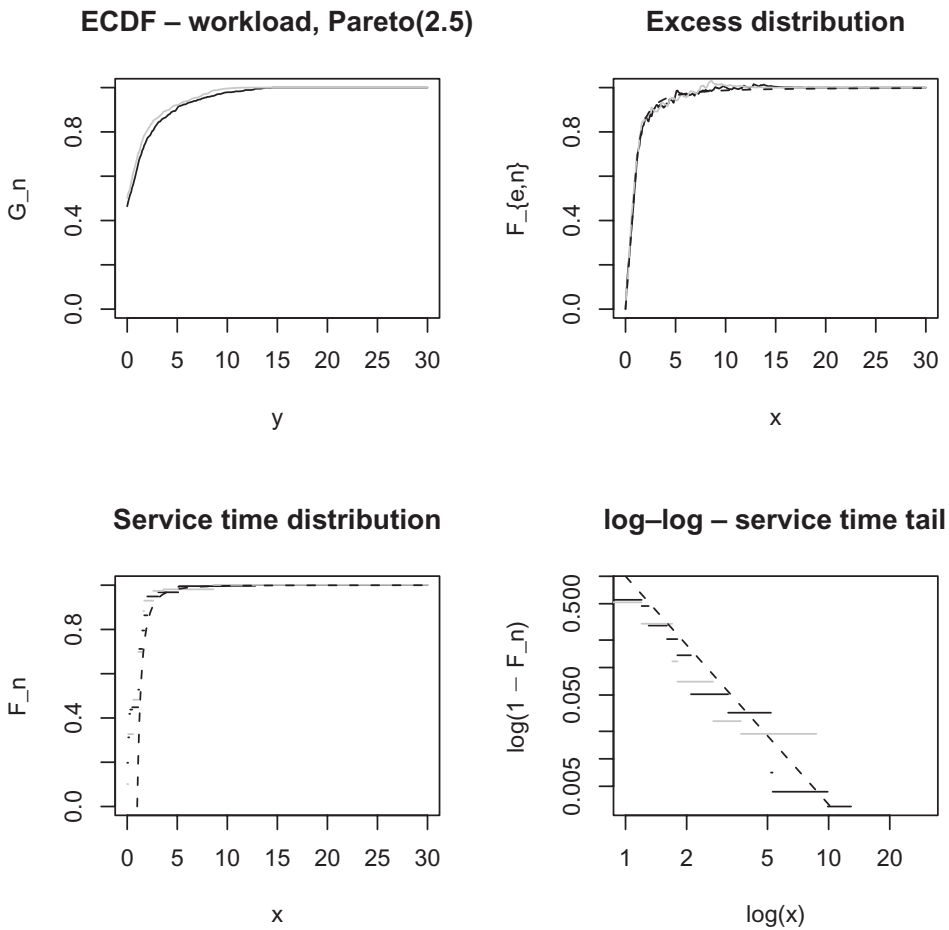 ECDF – workload, Pareto(2.5)
G_n
0.0 0.4 0.8
0 5 10 15 20 25 30
y
Excess distribution
F_{e,n}
0.0 0.4 0.8
0 5 10 15 20 25 30
x
Service time distribution
F_n
0.0 0.4 0.8
0 5 10 15 20 25 30
x
log–log – service time tail
log(1 − F_n)
0.005 0.050 0.500
1 2 5 10 20
log(x)